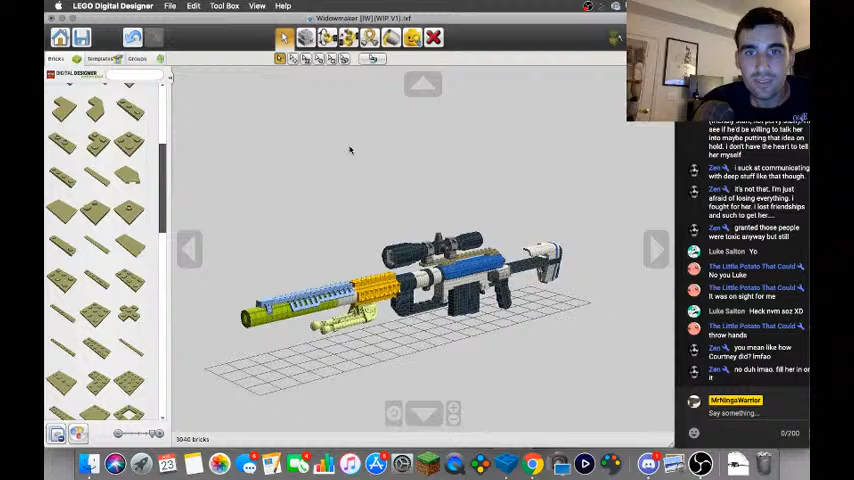 LEGO Digital Designer File Edit Tool Box View Help
Widowmaker [IW](WIP V1).lxf
Bricks Templates Groups
LEGO DIGITAL DESIGNER
3040 bricks
see if he'd be willing to talk her
into maybe putting that idea on
hold. i don't have the heart to tell
her myself
Zen i suck at communicating
with deep stuff like that though.
Zen it's not that. I'm just
afraid of losing everything. i
fought for her. i lost friendships
and such to get her....
Zen granted those people
were toxic anyway but still
Luke Salton Yo
The Little Potato That Could
No you Luke
The Little Potato That Could
It was on sight for me
Luke Salton Heck nvm aoz XD
The Little Potato That Could
throw hands
Zen you mean like how
Courtney did? lmfao
Zen no duh lmao. fill her in on
it
MrNingaWarrior
Say something...
0/200